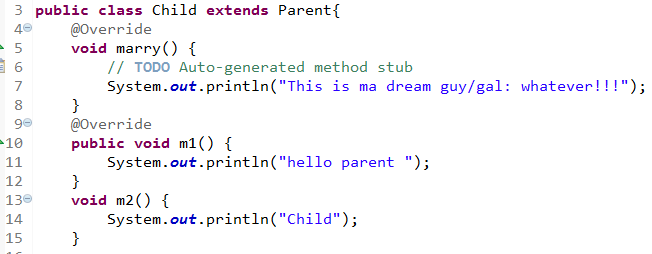 3 public class Child extends Parent{
4 @Override
5 void marry() {
6 // TODO Auto-generated method stub
7 System.out.println("This is ma dream guy/gal: whatever!!!");
8 }
9 @Override
10 public void m1() {
11 System.out.println("hello parent ");
12 }
13 void m2() {
14 System.out.println("Child");
15 }